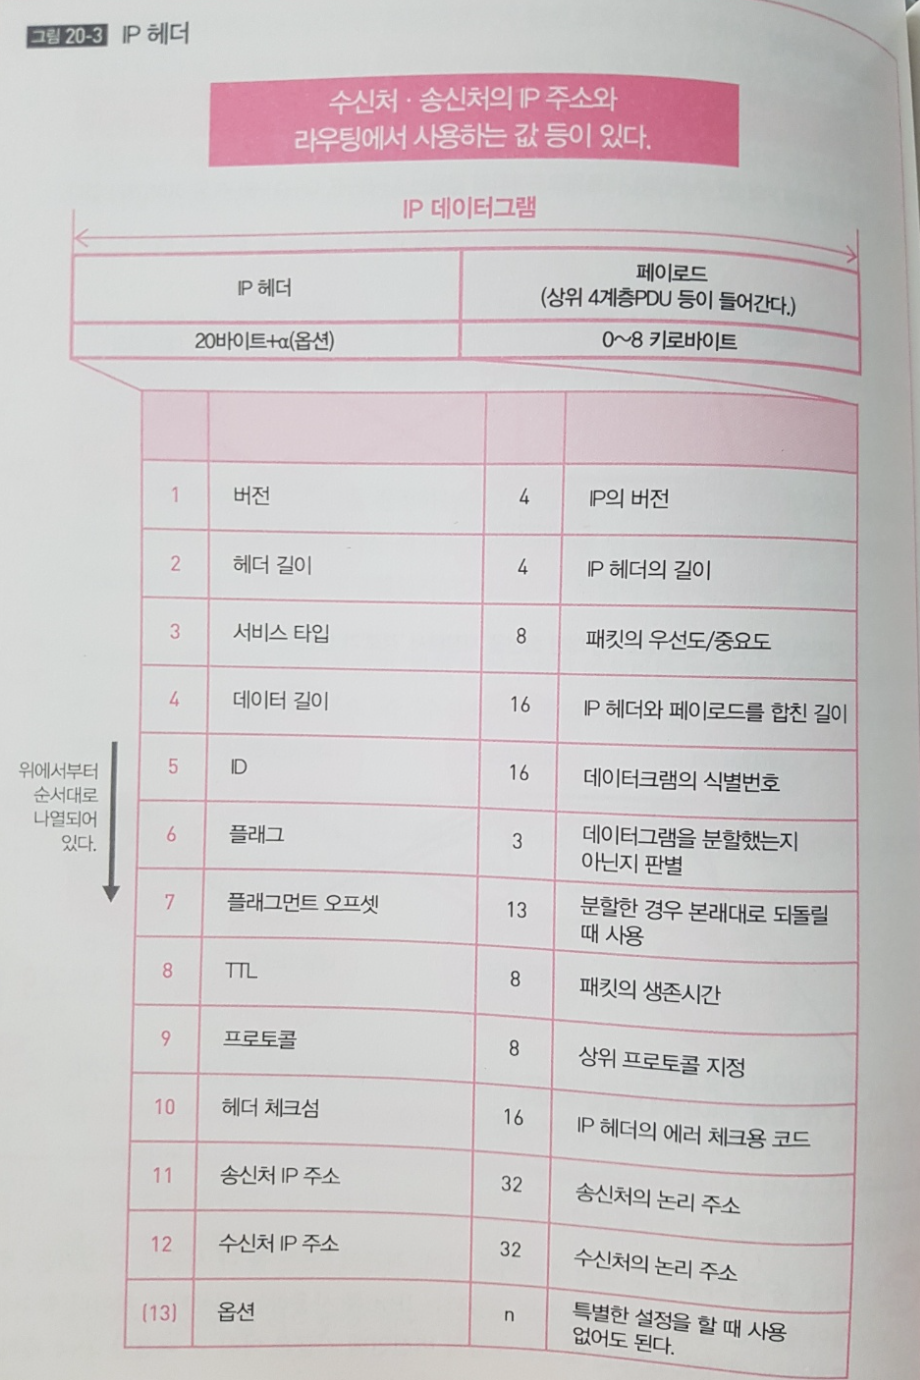 그림 20-3 IP 헤더
수신처 · 송신처의 IP 주소와
라우팅에서 사용하는 값 등이 있다.
IP 데이터그램
IP 헤더
페이로드
(상위 4계층PDU 등이 들어간다.)
20바이트+α(옵션)
0~8 키로바이트
1 버전 4 IP의 버전
2 헤더 길이 4 IP 헤더의 길이
3 서비스 타입 8 패킷의 우선도/중요도
4 데이터 길이 16 IP 헤더와 페이로드를 합친 길이
5 ID 16 데이터크램의 식별번호
6 플래그 3 데이터그램을 분할했는지
아닌지 판별
7 플래그먼트 오프셋 13 분할한 경우 본래대로 되돌릴
때 사용
8 TTL 8 패킷의 생존시간
9 프로토콜 8 상위 프로토콜 지정
10 헤더 체크섬 16 IP 헤더의 에러 체크용 코드
11 송신처 IP 주소 32 송신처의 논리 주소
12 수신처 IP 주소 32 수신처의 논리 주소
(13) 옵션 n 특별한 설정을 할 때 사용
없어도 된다.
위에서부터
순서대로
나열되어
있다.